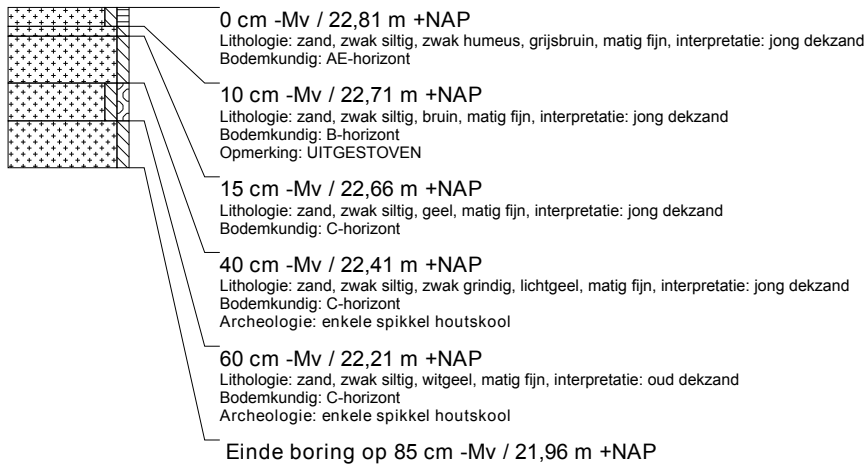 0 cm -Mv / 22,81 m +NAP
Lithologie: zand, zwak siltig, zwak humeus, grijsbruin, matig fijn, interpretatie: jong dekzand
Bodemkundig: AE-horizont
10 cm -Mv / 22,71 m +NAP
Lithologie: zand, zwak siltig, bruin, matig fijn, interpretatie: jong dekzand
Bodemkundig: B-horizont
Opmerking: UITGESTOVEN
15 cm -Mv / 22,66 m +NAP
Lithologie: zand, zwak siltig, geel, matig fijn, interpretatie: jong dekzand
Bodemkundig: C-horizont
40 cm -Mv / 22,41 m +NAP
Lithologie: zand, zwak siltig, zwak grindig, lichtgeel, matig fijn, interpretatie: jong dekzand
Bodemkundig: C-horizont
Archeologie: enkele spikkel houtskool
60 cm -Mv / 22,21 m +NAP
Lithologie: zand, zwak siltig, witgeel, matig fijn, interpretatie: oud dekzand
Bodemkundig: C-horizont
Archeologie: enkele spikkel houtskool
Einde boring op 85 cm -Mv / 21,96 m +NAP